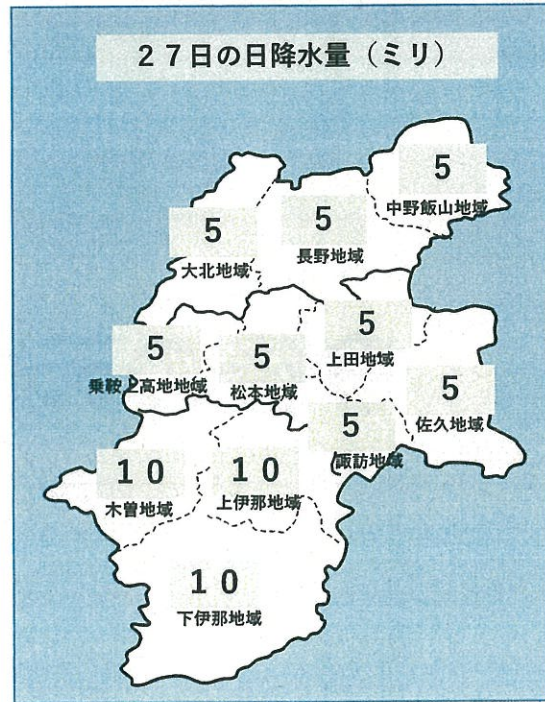 27日の日降水量（ミリ）
5
中野飯山地域
5
長野地域
5
大北地域
5
上田地域
5
乗鞍上高地地域
5
松本地域
5
佐久地域
5
諏訪地域
10
木曽地域
10
上伊那地域
10
下伊那地域